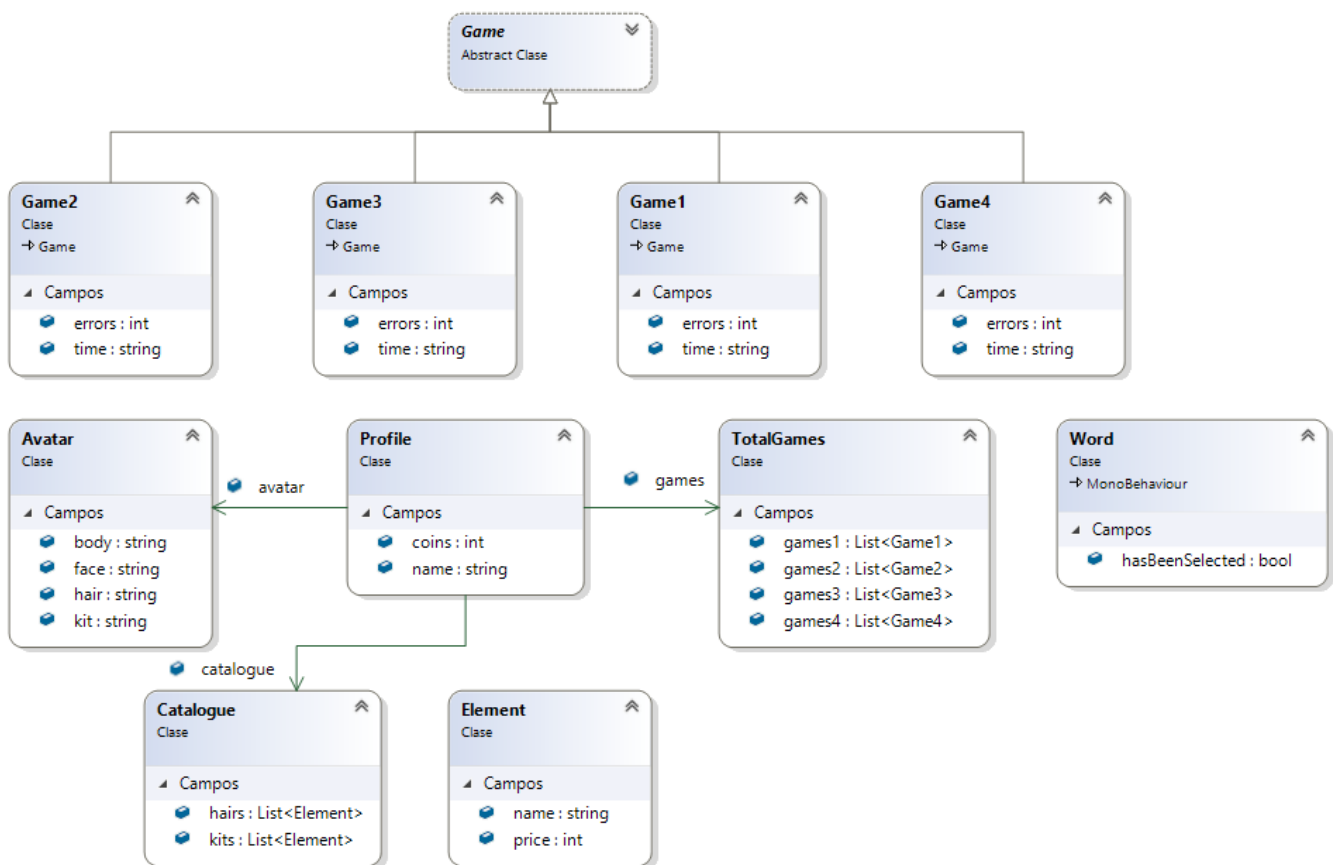 Game
Abstract Clase
Game2
Clase
Game
Campos
errors : int
time : string
Game3
Clase
Game
Campos
errors : int
time : string
Game1
Clase
Game
Campos
errors : int
time : string
Game4
Clase
Game
Campos
errors : int
time : string
Avatar
Clase
Campos
body : string
face : string
hair : string
kit : string
avatar
Profile
Clase
Campos
coins : int
name : string
games
TotalGames
Clase
Campos
games1 : List<Game1>
games2 : List<Game2>
games3 : List<Game3>
games4 : List<Game4>
Word
Clase
MonoBehaviour
Campos
hasBeenSelected : bool
catalogue
Catalogue
Clase
Campos
hairs : List<Element>
kits : List<Element>
Element
Clase
Campos
name : string
price : int